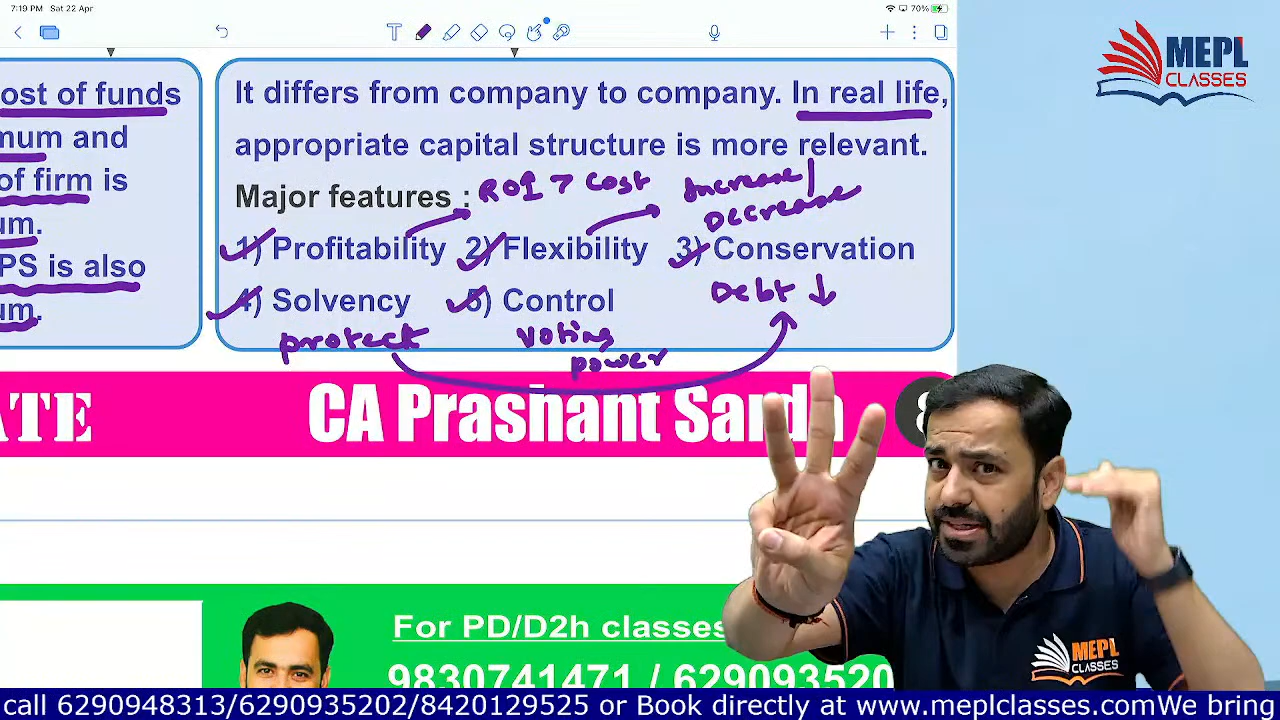 7:19 PM Sat 22 Apr
70%
MEPL
CLASSES
ost of funds
mum and
of firm is
um.
PS is also
um.
It differs from company to company. In real life,
appropriate capital structure is more relevant.
Major features : ROI > Cost
Increase/
Decrease
1) Profitability 2) Flexibility 3) Conservation
Debt ↓
4) Solvency 5) Control
protect voting
power
ATE
CA Prashant Sarda
8
For PD/D2h classes
9830741471 / 629093520
MEPL
CLASSES
call 6290948313/6290935202/8420129525 or Book directly at www.meplclasses.comWe bring